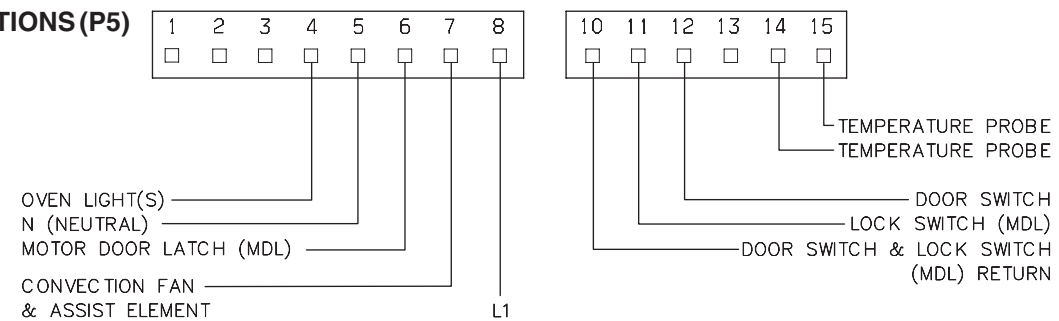 TIONS (P5)
1 2 3 4 5 6 7 8 10 11 12 13 14 15
TEMPERATURE PROBE
TEMPERATURE PROBE
OVEN LIGHT(S)
N (NEUTRAL)
MOTOR DOOR LATCH (MDL)
CONVECTION FAN
& ASSIST ELEMENT
L1
DOOR SWITCH
LOCK SWITCH (MDL)
DOOR SWITCH & LOCK SWITCH
(MDL) RETURN